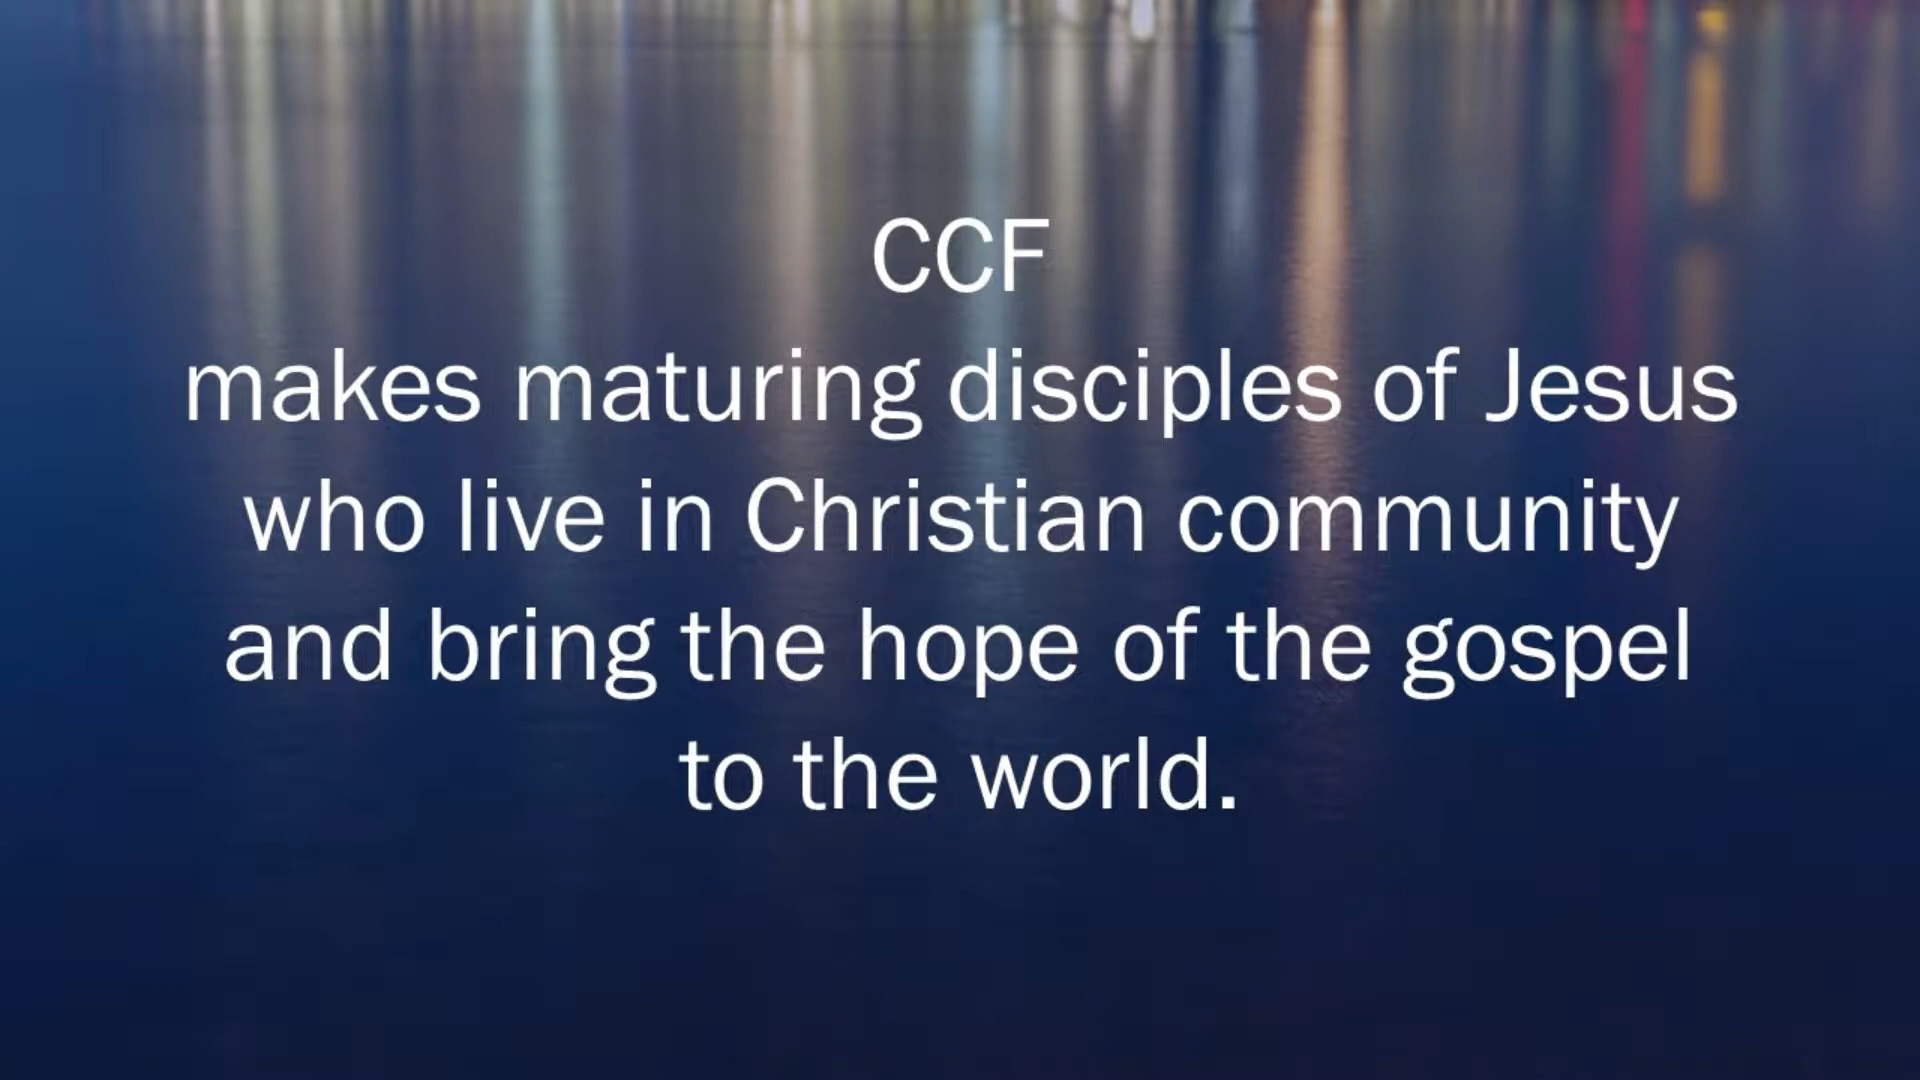 CCF
makes maturing disciples of Jesus
who live in Christian community
and bring the hope of the gospel
to the world.